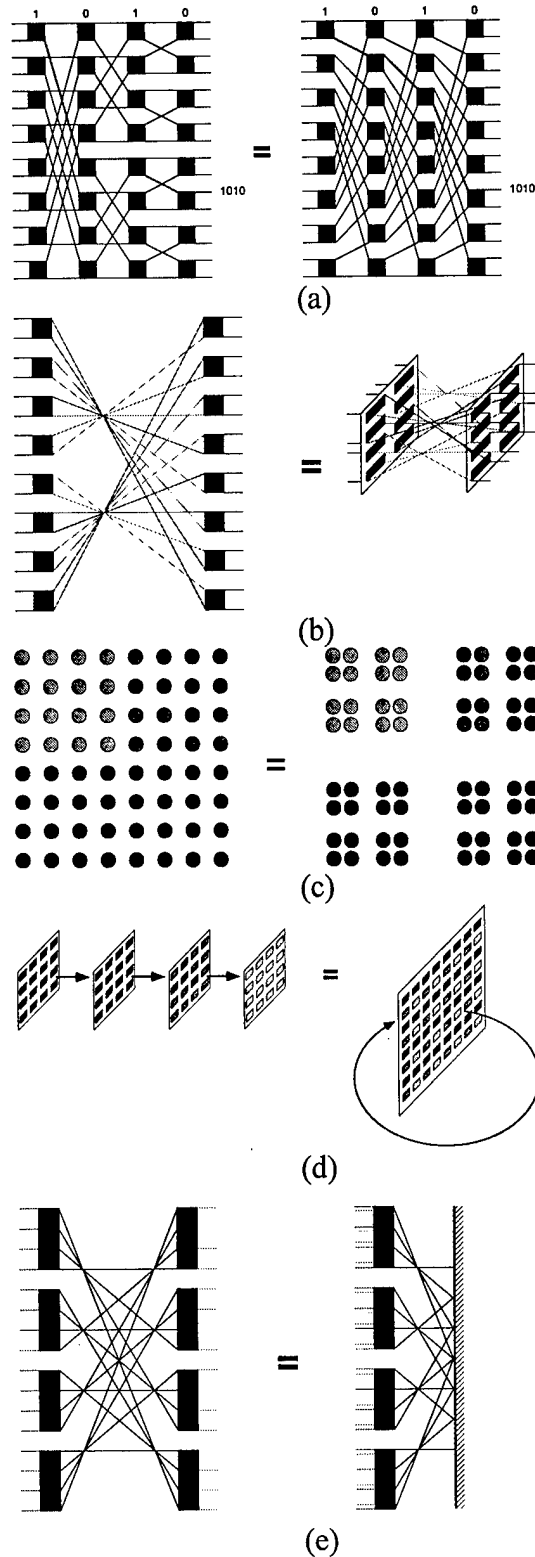 1 0 1 0 1 0 1 0
=
1010 1010
(a)
=
(b)
=
(c)
=
(d)
=
(e)